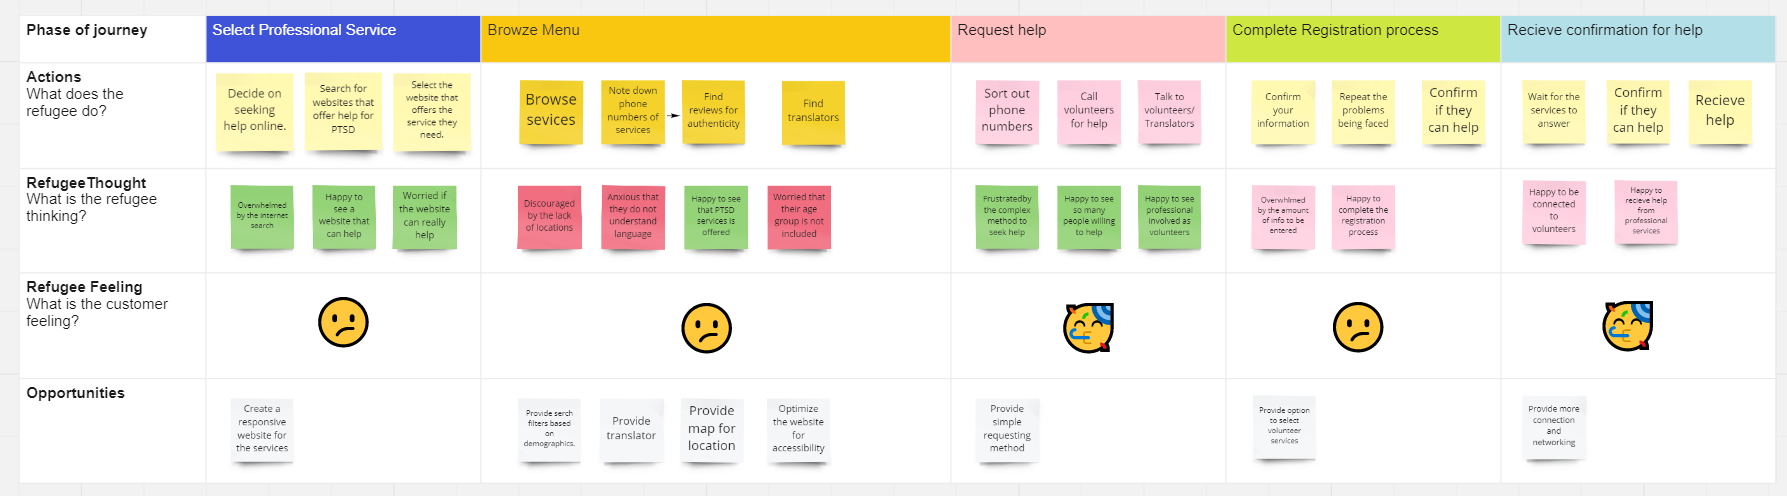 Phase of journey
Select Professional Service
Browze Menu
Request help
Complete Registration process
Recieve confirmation for help
Actions
What does the
refugee do?
Decide on
seeking
help online.
Search for
websites that
offer help for
PTSD
Select the
website that
offers the
service they
need.
Browse
sevices
Note down
phone
numbers of
services
Find
reviews for
authenticity
Find
translators
Sort out
phone
numbers
Call
volunteers
for help
Talk to
volunteers/
Translators
Confirm
your
information
Repeat the
problems
being faced
Confirm
if they
can help
Wait for the
services to
answer
Confirm
if they
can help
Recieve
help
RefugeeThought
What is the refugee
thinking?
Overwhelmed
by the internet
search
Happy to
see a
website that
can help
Worried if
the website
can really
help
Discouraged
by the lack
of locations
Anxious that
they do not
understand
language
Happy to see
that PTSD
services is
offered
Worried that
their age
group is not
included
Frustratedby
the complex
method to
seek help
Happy to see
so many
people willing
to help
Happy to see
professional
involved as
volunteers
Overwhlmed
by the amount
of info to be
entered
Happy to
complete the
registration
process
Happy to be
connected
to
volunteers
Happy to
recieve help
from
professional
services
Refugee Feeling
What is the customer
feeling?
Opportunities
Create a
responsive
website for
the services
Provide serch
filters based
on
demographics.
Provide
translator
Provide
map for
location
Optimize
the website
for
accessibility
Provide
simple
requesting
method
Provide option
to select
volunteer
services
Provide more
connection
and
networking